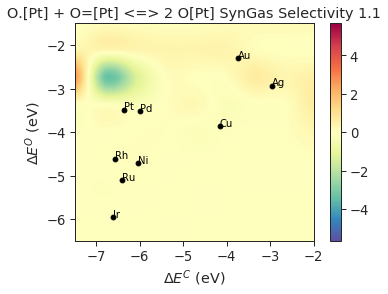 O.[Pt] + O=[Pt] <=> 2 O[Pt] SynGas Selectivity 1.1
−2
−3
−4
−5
−6
ΔE^O (eV)
Au
Ag
Pt
Pd
Cu
Rh
Ni
Ru
Ir
−7
−6
−5
−4
−3
−2
ΔE^C (eV)
4
2
0
−2
−4